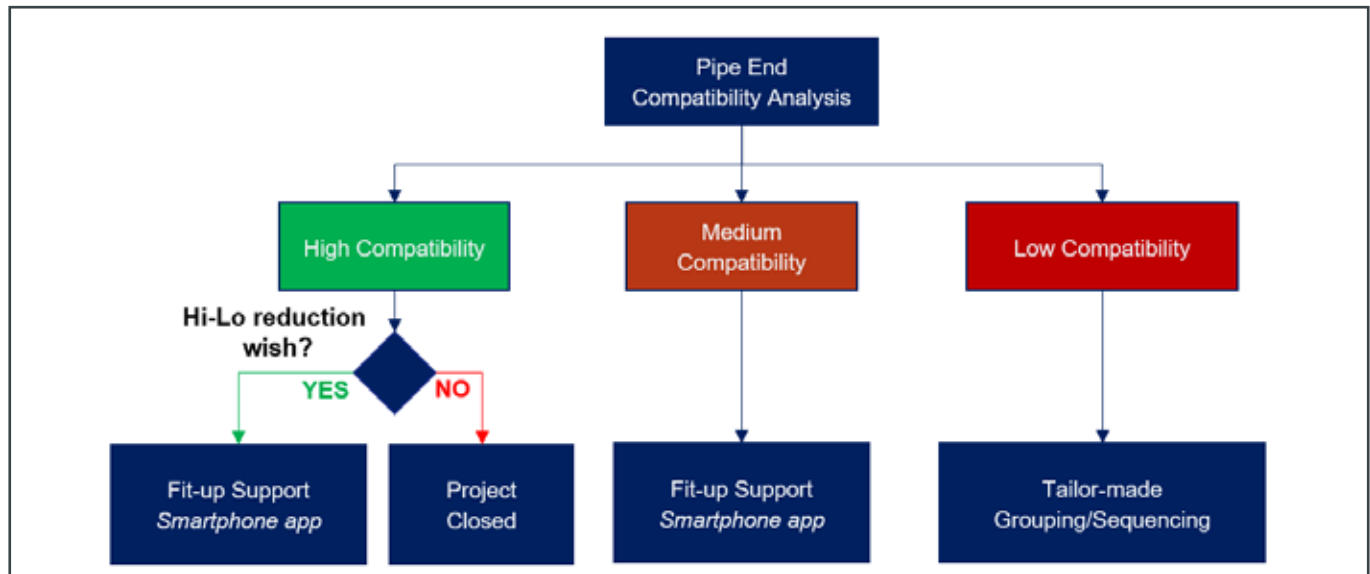 Pipe End
Compatibility Analysis
High Compatibility
Medium
Compatibility
Low Compatibility
Hi-Lo reduction
wish?
YES
NO
Fit-up Support
Smartphone app
Project
Closed
Fit-up Support
Smartphone app
Tailor-made
Grouping/Sequencing